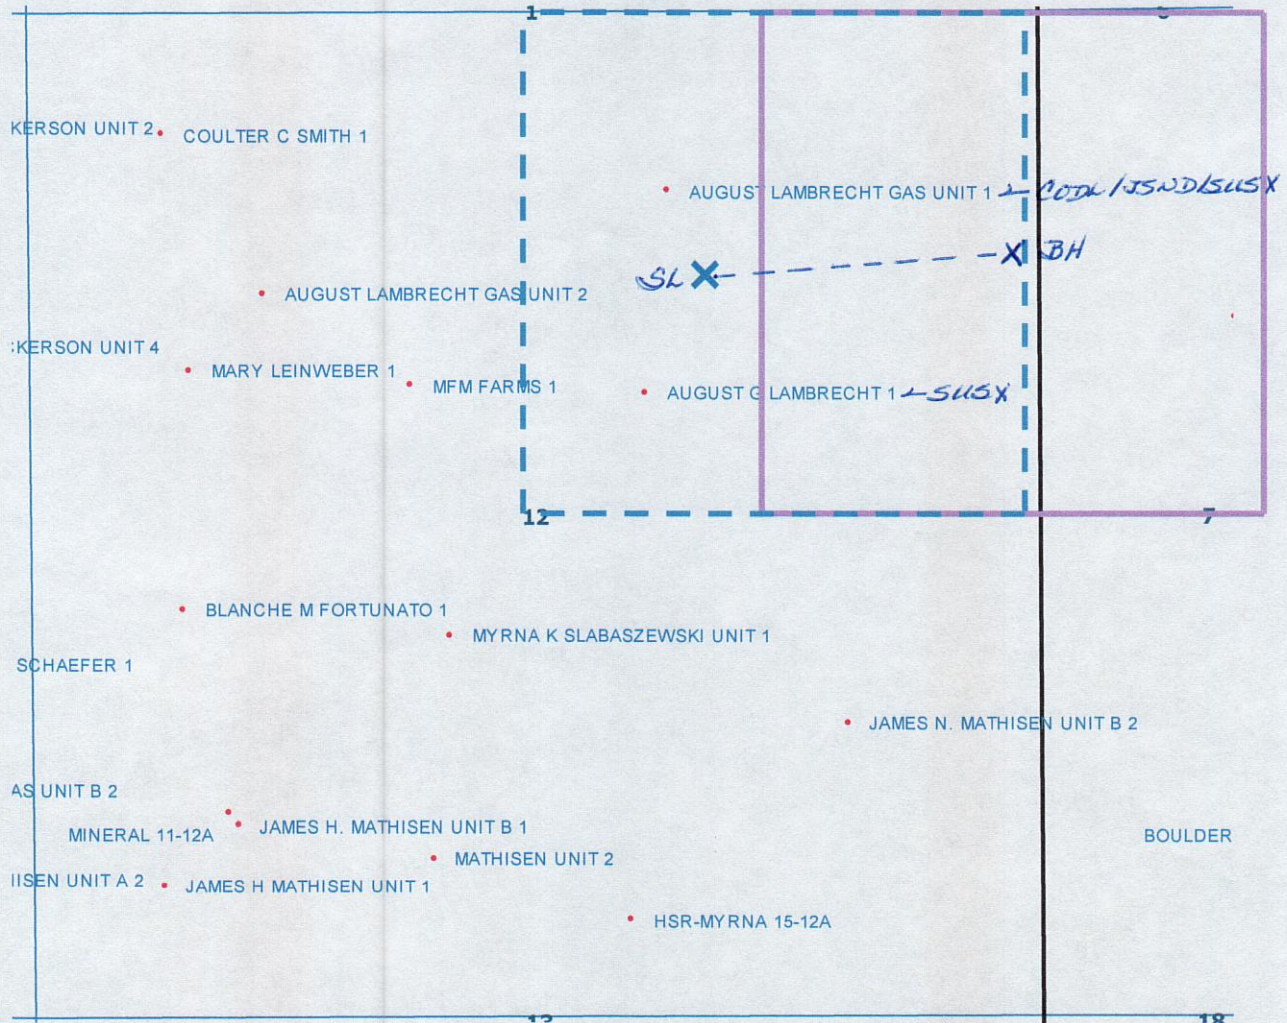 1
KERSON UNIT 2
COULTER C SMITH 1
AUGUST LAMBRECHT GAS UNIT 1 CODL/JSND/SUSX
SL X
X BH
AUGUST LAMBRECHT GAS UNIT 2
KERSON UNIT 4
MARY LEINWEBER 1
MFM FARMS 1
AUGUST G LAMBRECHT 1 SUSX
12
7
BLANCHE M FORTUNATO 1
MYRNA K SLABASZEWSKI UNIT 1
SCHAEFER 1
JAMES N. MATHISEN UNIT B 2
AS UNIT B 2
MINERAL 11-12A
JAMES H. MATHISEN UNIT B 1
BOULDER
MATHISEN UNIT 2
IISEN UNIT A 2
JAMES H MATHISEN UNIT 1
HSR-MYRNA 15-12A
13
18